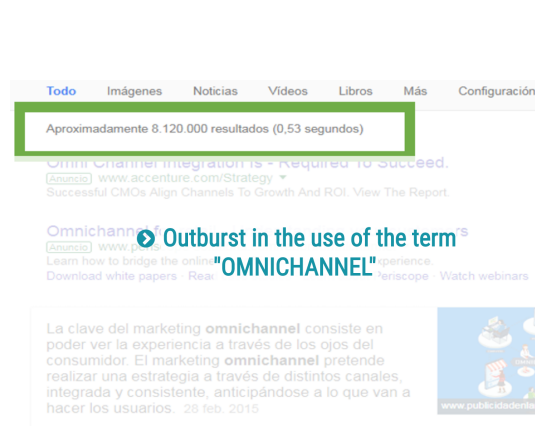 Todo Imágenes Noticias Vídeos Libros Más Configuración
Aproximadamente 8.120.000 resultados (0,53 segundos)
Omni Channel Integration Is - Required To Succeed.
Anuncio www.accenture.com/Strategy
Successful CMOs Align Channels To Growth And ROI. View The Report.
Omnichannel
Anuncio www.
Outburst in the use of the term
Learn how to bridge the online
"OMNICHANNEL"
Download white papers · Periscope · Watch webinars
La clave del marketing omnichannel consiste en
poder ver la experiencia a través de los ojos del
consumidor. El marketing omnichannel pretende
realizar una estrategia a través de distintos canales,
integrada y consistente, anticipándose a lo que van a
hacer los usuarios. 28 feb. 2015